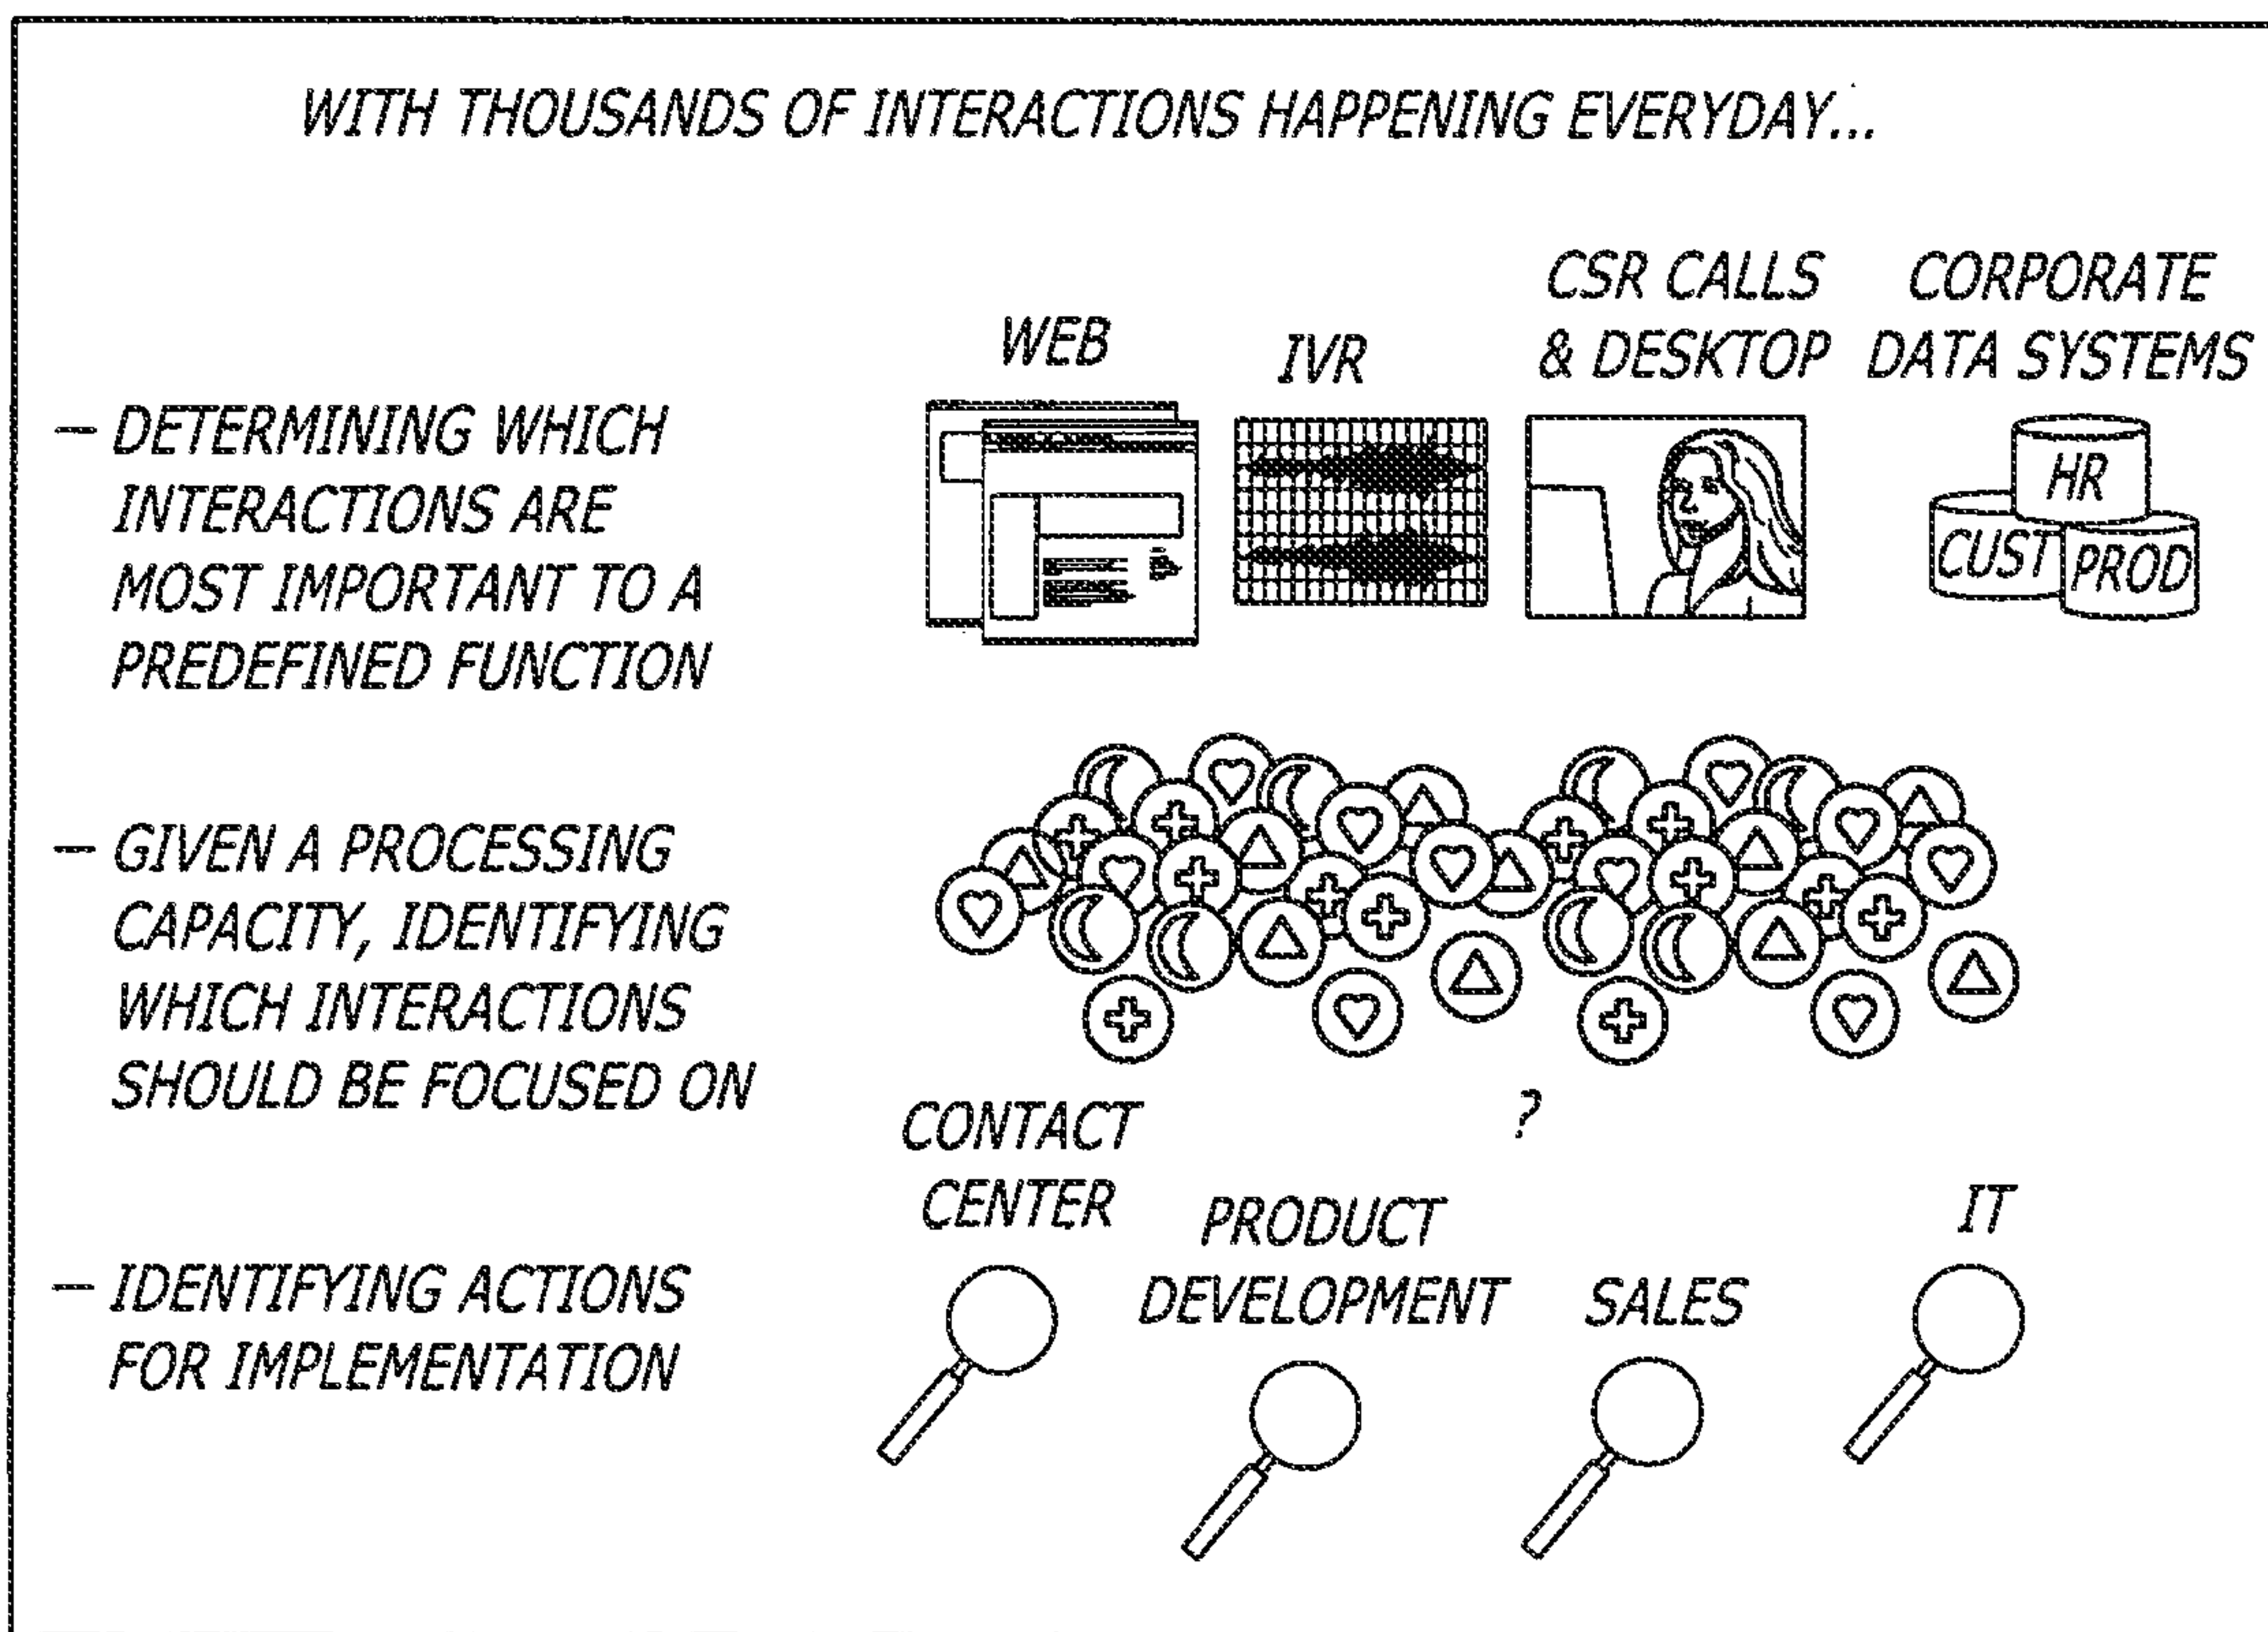 WITH THOUSANDS OF INTERACTIONS HAPPENING EVERYDAY...
— DETERMINING WHICH
INTERACTIONS ARE
MOST IMPORTANT TO A
PREDEFINED FUNCTION
WEB
IVR
CSR CALLS
& DESKTOP
CORPORATE
DATA SYSTEMS
HR
CUST
PROD
— GIVEN A PROCESSING
CAPACITY, IDENTIFYING
WHICH INTERACTIONS
SHOULD BE FOCUSED ON
?
— IDENTIFYING ACTIONS
FOR IMPLEMENTATION
CONTACT
CENTER
PRODUCT
DEVELOPMENT
SALES
IT